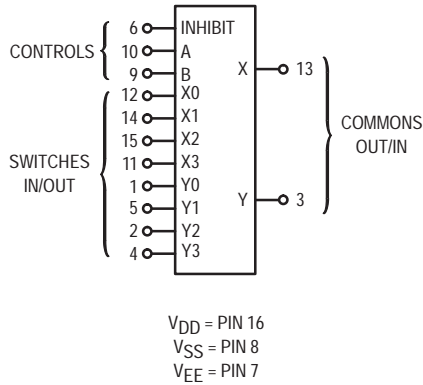 CONTROLS
6 INHIBIT
10 A
9 B
SWITCHES
IN/OUT
12 X0
14 X1
15 X2
11 X3
1 Y0
5 Y1
2 Y2
4 Y3
X 13
Y 3
COMMONS
OUT/IN
VDD = PIN 16
VSS = PIN 8
VEE = PIN 7